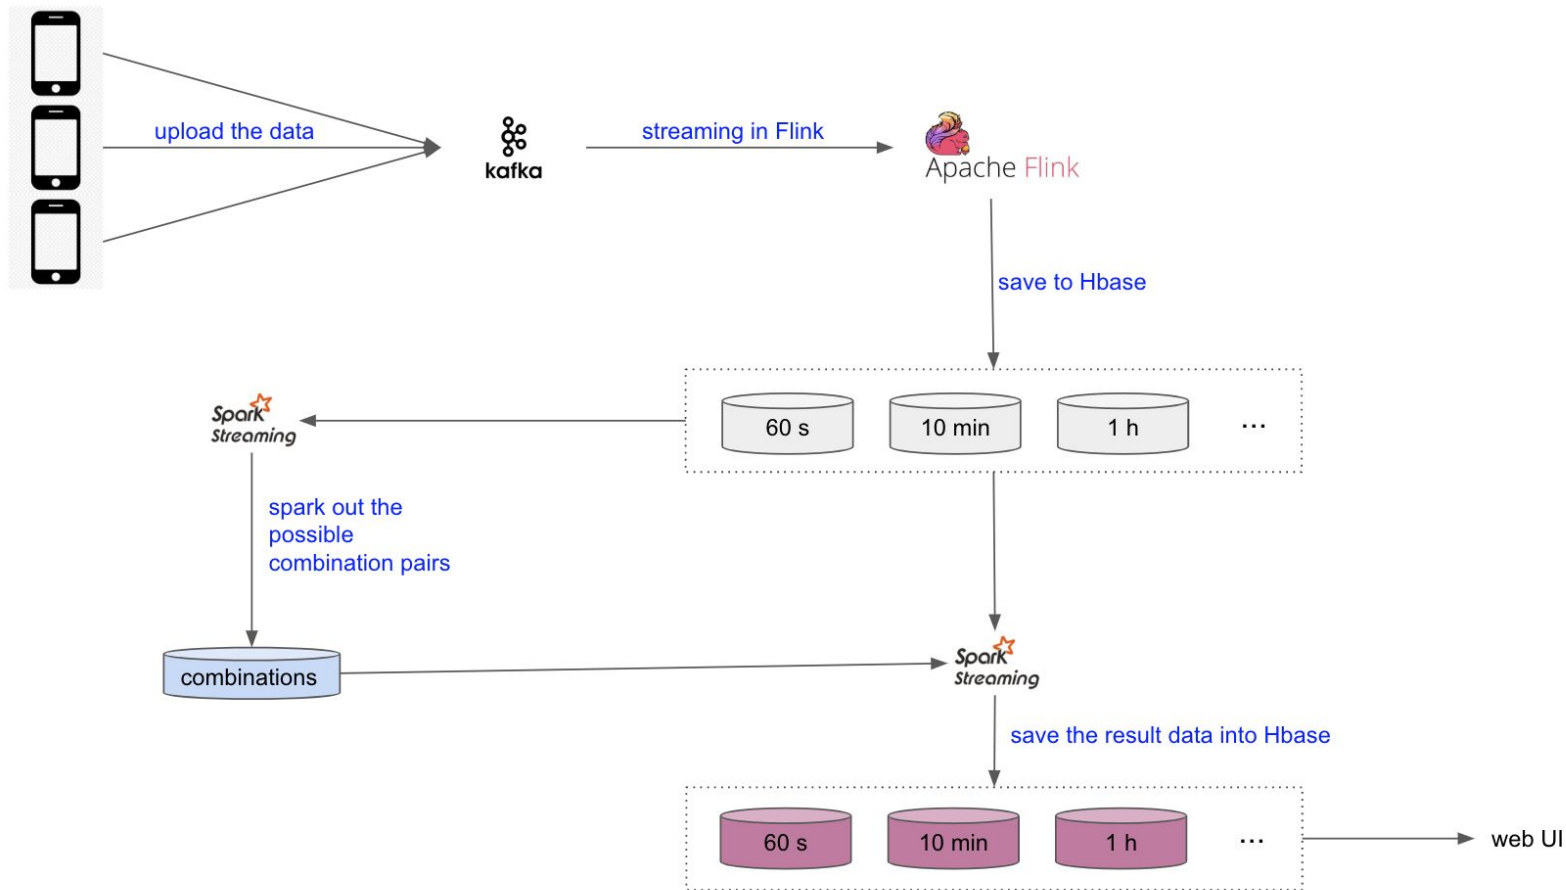 upload the data
kafka
streaming in Flink
Apache Flink
save to Hbase
Spark
Streaming
60 s
10 min
1 h
...
spark out the
possible
combination pairs
combinations
Spark
Streaming
save the result data into Hbase
60 s
10 min
1 h
...
web UI